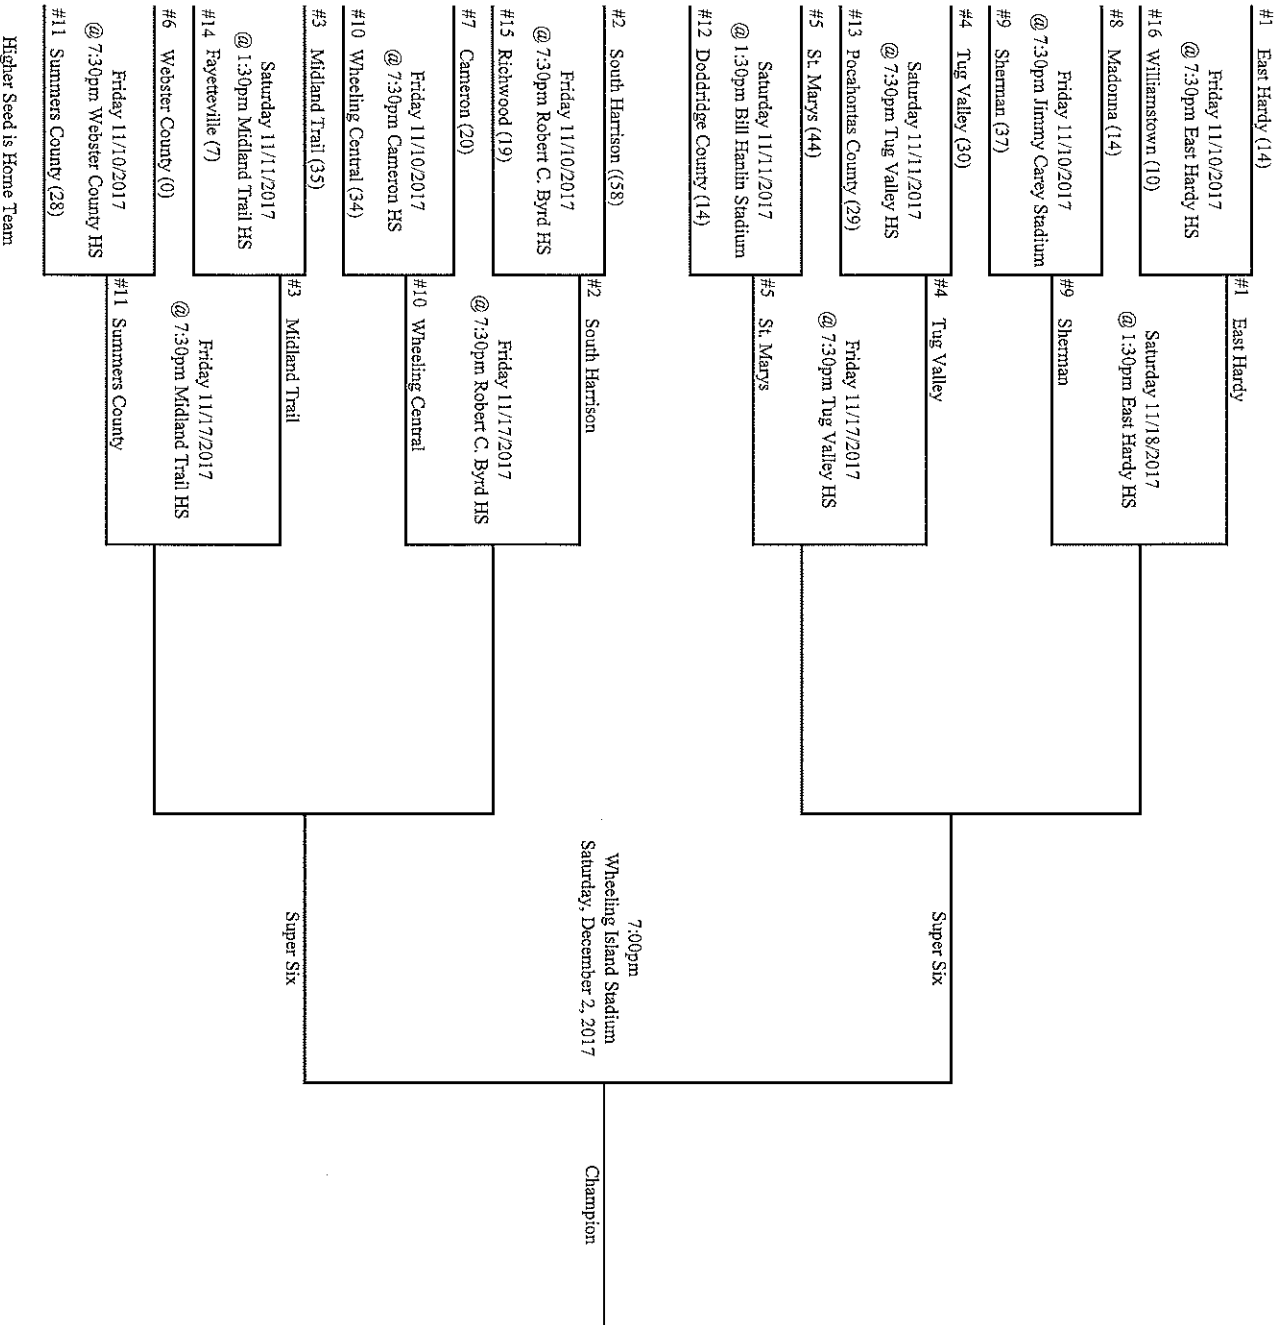 #1 East Hardy (14)
Friday 11/10/2017
@ 7:30pm East Hardy HS
#16 Williamstown (10)
#8 Madonna (14)
Friday 11/10/2017
@ 7:30pm Jimmy Carey Stadium
#9 Sherman (37)
#4 Tug Valley (30)
Saturday 11/11/2017
@ 7:30pm Tug Valley HS
#13 Pocahontas County (29)
#5 St. Marys (44)
Saturday 11/11/2017
@ 1:30pm Bill Hanlin Stadium
#12 Doddridge County (14)
#2 South Harrison ((58)
Friday 11/10/2017
@ 7:30pm Robert C. Byrd HS
#15 Richwood (19)
#7 Cameron (20)
Friday 11/10/2017
@ 7:30pm Cameron HS
#10 Wheeling Central (34)
#3 Midland Trail (35)
Saturday 11/11/2017
@ 1:30pm Midland Trail HS
#14 Fayetteville (7)
#6 Webster County (0)
Friday 11/10/2017
@ 7:30pm Webster County HS
#11 Summers County (28)
Higher Seed is Home Team
#1 East Hardy
Saturday 11/18/2017
@ 1:30pm East Hardy HS
#9 Sherman
#4 Tug Valley
Friday 11/17/2017
@ 7:30pm Tug Valley HS
#5 St. Marys
#2 South Harrison
Friday 11/17/2017
@ 7:30pm Robert C. Byrd HS
#10 Wheeling Central
#3 Midland Trail
Friday 11/17/2017
@ 7:30pm Midland Trail HS
#11 Summers County
Super Six
7:00pm
Wheeling Island Stadium
Saturday, December 2, 2017
Super Six
Champion